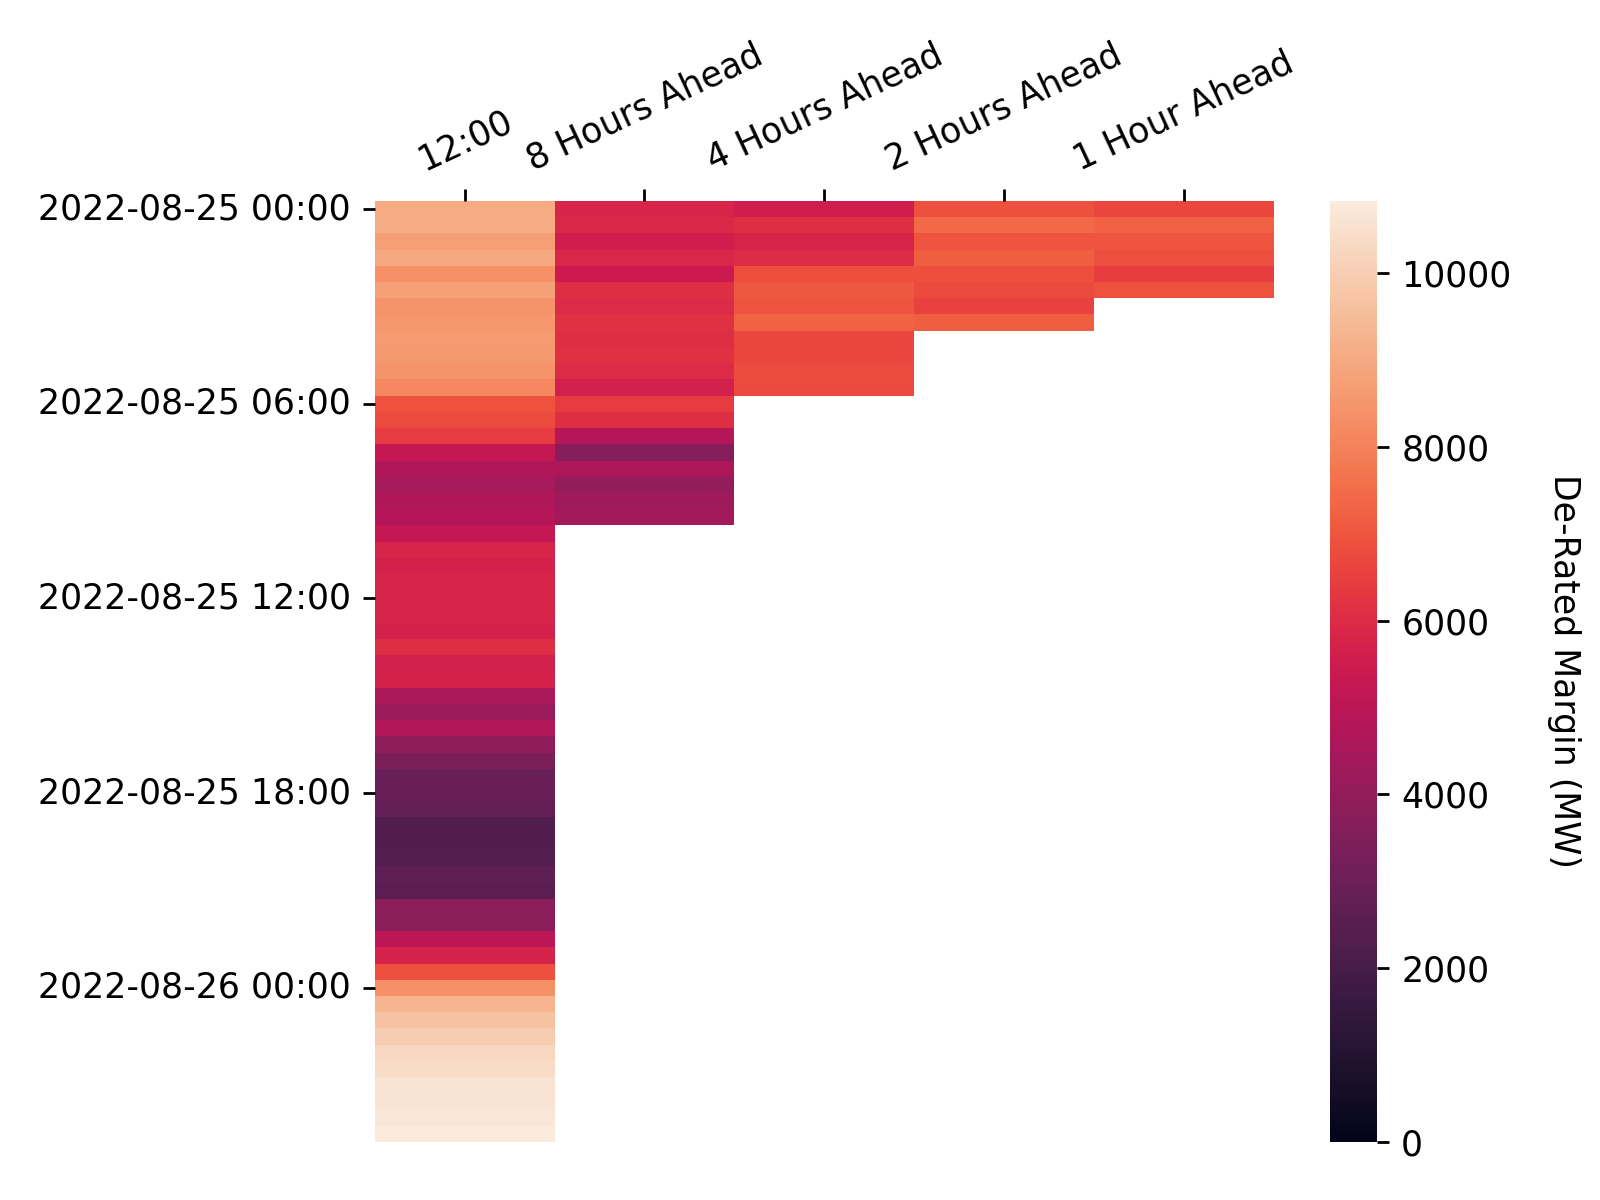 12:00
8 Hours Ahead
4 Hours Ahead
2 Hours Ahead
1 Hour Ahead
2022-08-25 00:00
2022-08-25 06:00
2022-08-25 12:00
2022-08-25 18:00
2022-08-26 00:00
10000
8000
6000
4000
2000
0
De-Rated Margin (MW)